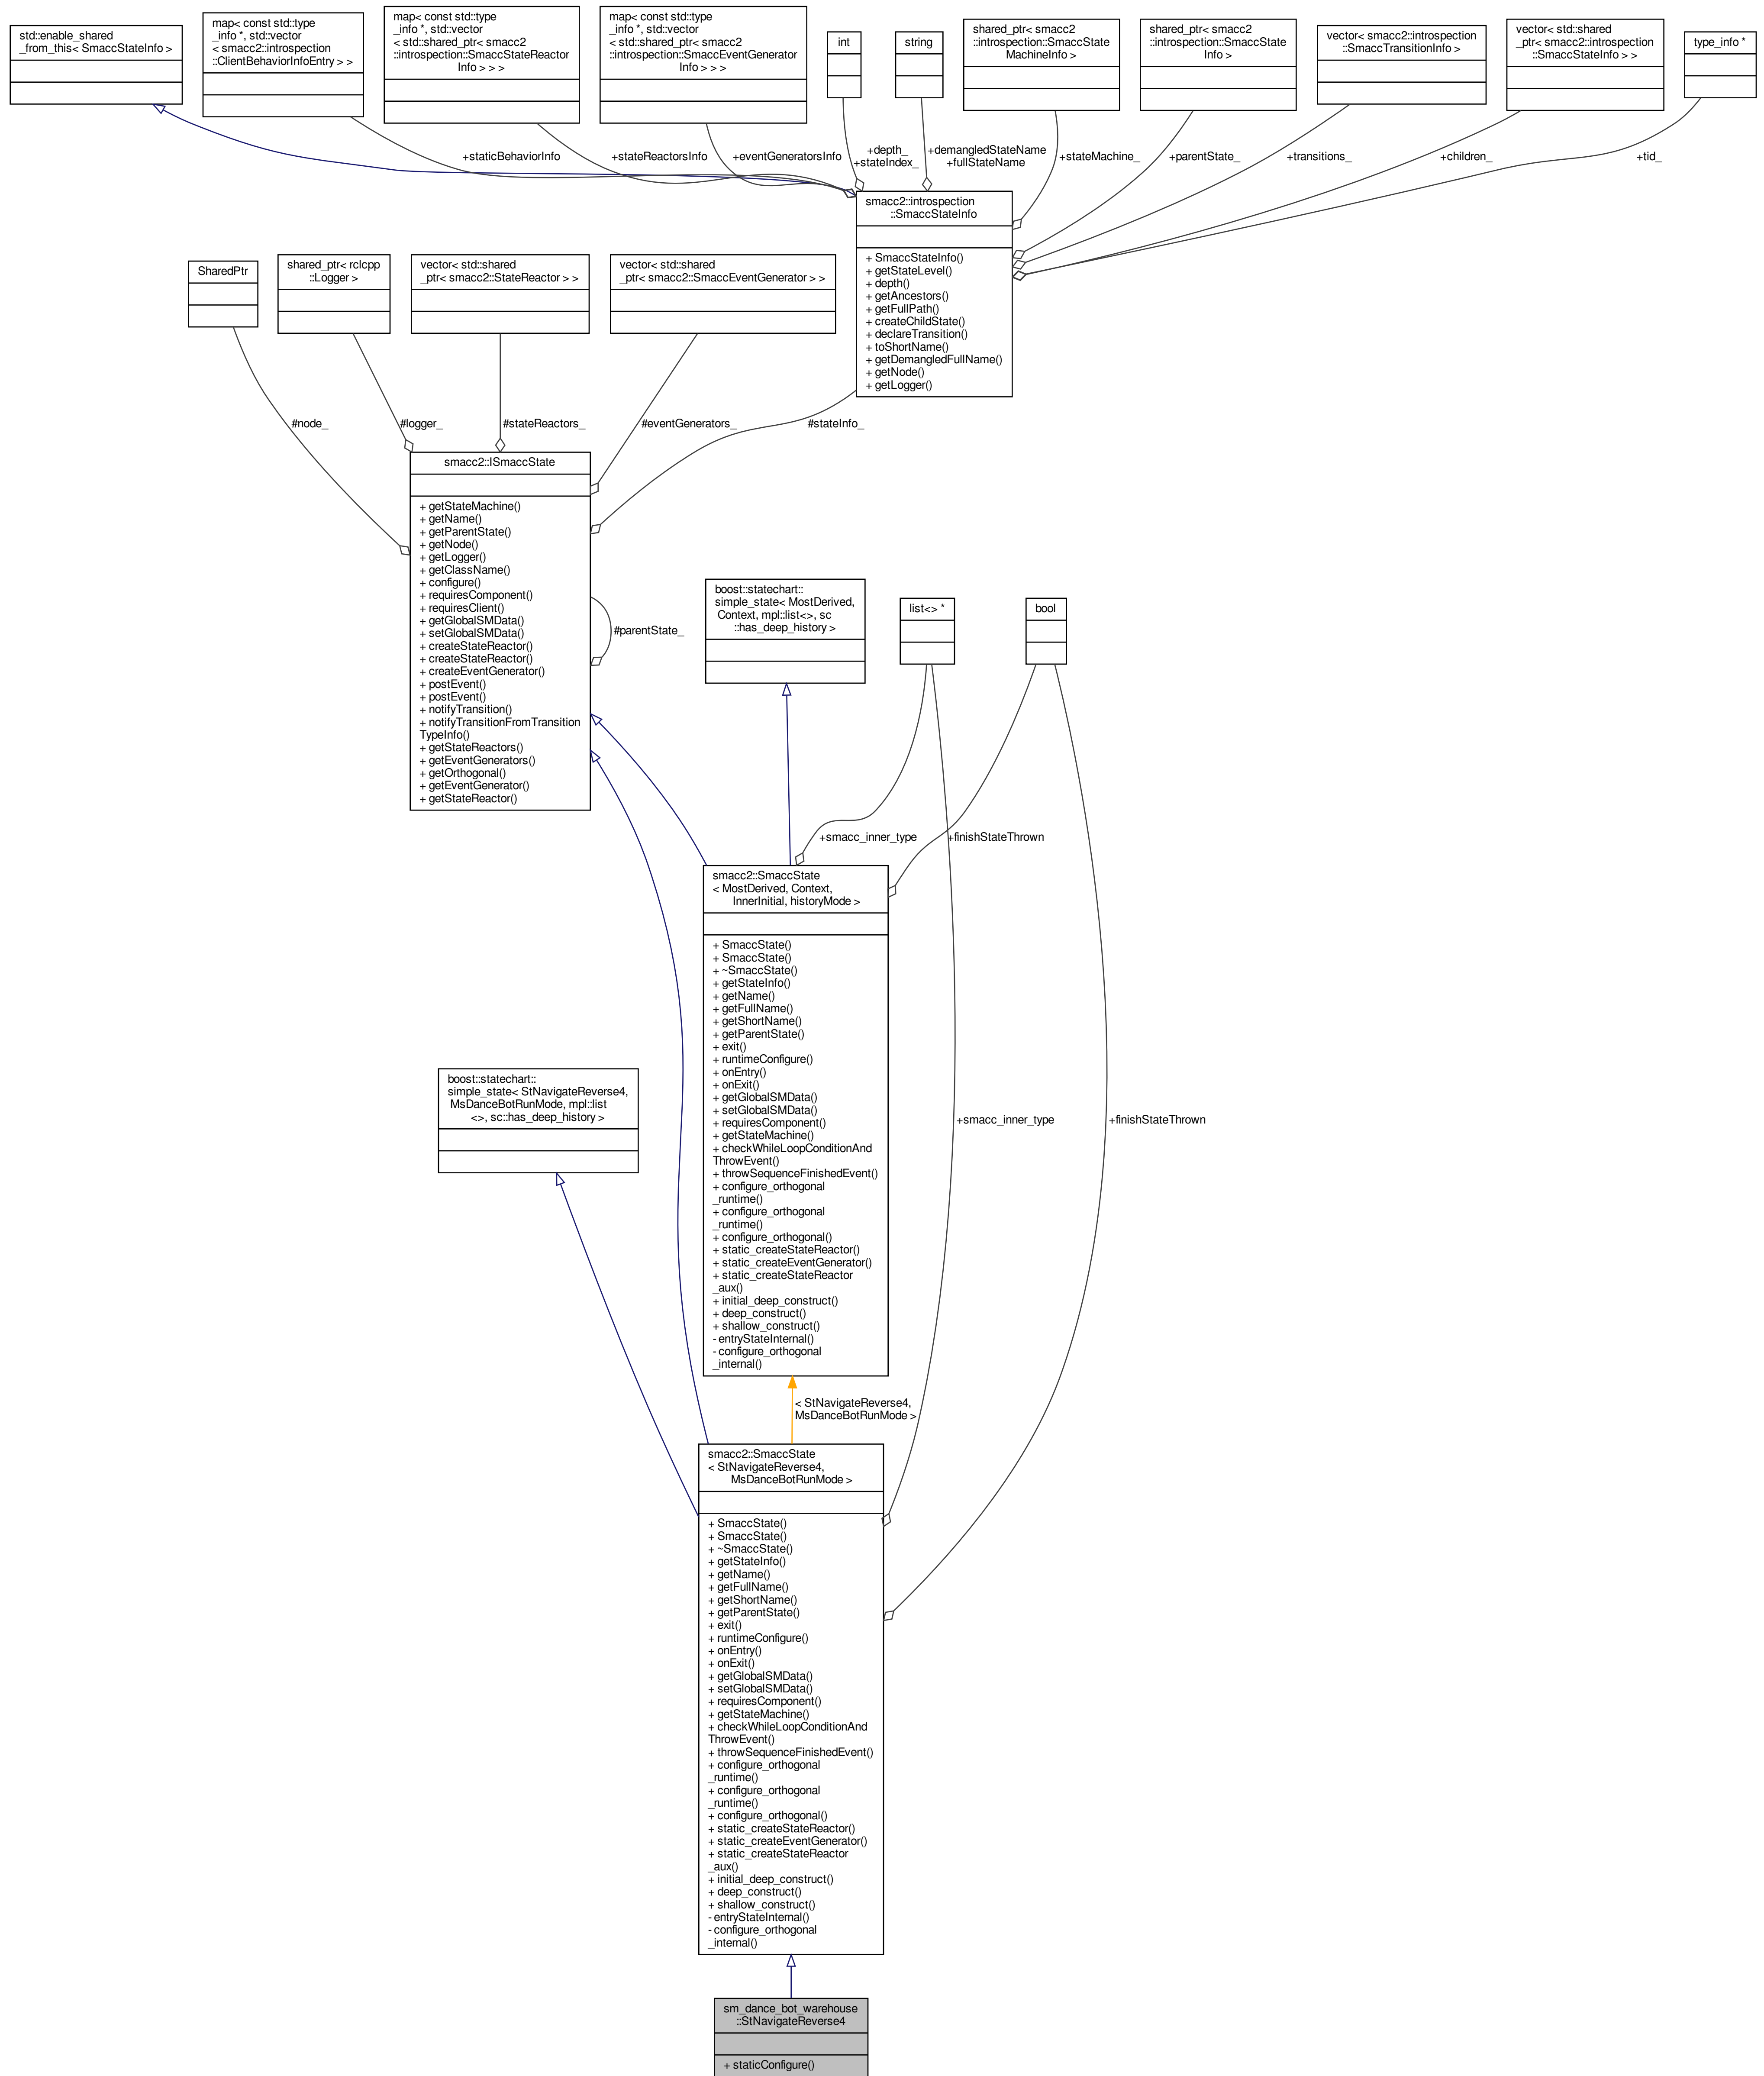 std::enable_shared
_from_this< SmaccStateInfo >
map< const std::type
_info *, std::vector
< smacc2::introspection
::ClientBehaviorInfoEntry > >
map< const std::type
_info *, std::vector
< std::shared_ptr< smacc2
::introspection::SmaccStateReactor
Info > > >
map< const std::type
_info *, std::vector
< std::shared_ptr< smacc2
::introspection::SmaccEventGenerator
Info > > >
int
string
shared_ptr< smacc2
::introspection::SmaccState
MachineInfo >
shared_ptr< smacc2
::introspection::SmaccState
Info >
vector< smacc2::introspection
::SmaccTransitionInfo >
vector< std::shared
_ptr< smacc2::introspection
::SmaccStateInfo > >
type_info *
+staticBehaviorInfo
+stateReactorsInfo
+eventGeneratorsInfo
+depth_
+stateIndex_
+demangledStateName
+fullStateName
+stateMachine_
+parentState_
+transitions_
+children_
+tid_
smacc2::introspection
::SmaccStateInfo
+ SmaccStateInfo()
+ getStateLevel()
+ depth()
+ getAncestors()
+ getFullPath()
+ createChildState()
+ declareTransition()
+ toShortName()
+ getDemangledFullName()
+ getNode()
+ getLogger()
SharedPtr
shared_ptr< rclcpp
::Logger >
vector< std::shared
_ptr< smacc2::StateReactor > >
vector< std::shared
_ptr< smacc2::SmaccEventGenerator > >
#node_
#logger_
#stateReactors_
#eventGenerators_
#stateInfo_
smacc2::ISmaccState
+ getStateMachine()
+ getName()
+ getParentState()
+ getNode()
+ getLogger()
+ getClassName()
+ configure()
+ requiresComponent()
+ requiresClient()
+ getGlobalSMData()
+ setGlobalSMData()
+ createStateReactor()
+ createStateReactor()
+ createEventGenerator()
+ postEvent()
+ postEvent()
+ notifyTransition()
+ notifyTransitionFromTransition
TypeInfo()
+ getStateReactors()
+ getEventGenerators()
+ getOrthogonal()
+ getEventGenerator()
+ getStateReactor()
#parentState_
boost::statechart::
simple_state< MostDerived,
Context, mpl::list<>, sc
::has_deep_history >
list<> *
bool
+smacc_inner_type
+finishStateThrown
smacc2::SmaccState
< MostDerived, Context,
InnerInitial, historyMode >
+ SmaccState()
+ SmaccState()
+ ~SmaccState()
+ getStateInfo()
+ getName()
+ getFullName()
+ getShortName()
+ getParentState()
+ exit()
+ runtimeConfigure()
+ onEntry()
+ onExit()
+ getGlobalSMData()
+ setGlobalSMData()
+ requiresComponent()
+ getStateMachine()
+ checkWhileLoopConditionAnd
ThrowEvent()
+ throwSequenceFinishedEvent()
+ configure_orthogonal
_runtime()
+ configure_orthogonal
_runtime()
+ configure_orthogonal()
+ static_createStateReactor()
+ static_createEventGenerator()
+ static_createStateReactor
_aux()
+ initial_deep_construct()
+ deep_construct()
+ shallow_construct()
- entryStateInternal()
- configure_orthogonal
_internal()
boost::statechart::
simple_state< StNavigateReverse4,
MsDanceBotRunMode, mpl::list
<>, sc::has_deep_history >
+smacc_inner_type
+finishStateThrown
< StNavigateReverse4,
MsDanceBotRunMode >
smacc2::SmaccState
< StNavigateReverse4,
MsDanceBotRunMode >
+ SmaccState()
+ SmaccState()
+ ~SmaccState()
+ getStateInfo()
+ getName()
+ getFullName()
+ getShortName()
+ getParentState()
+ exit()
+ runtimeConfigure()
+ onEntry()
+ onExit()
+ getGlobalSMData()
+ setGlobalSMData()
+ requiresComponent()
+ getStateMachine()
+ checkWhileLoopConditionAnd
ThrowEvent()
+ throwSequenceFinishedEvent()
+ configure_orthogonal
_runtime()
+ configure_orthogonal
_runtime()
+ configure_orthogonal()
+ static_createStateReactor()
+ static_createEventGenerator()
+ static_createStateReactor
_aux()
+ initial_deep_construct()
+ deep_construct()
+ shallow_construct()
- entryStateInternal()
- configure_orthogonal
_internal()
sm_dance_bot_warehouse
::StNavigateReverse4
+ staticConfigure()